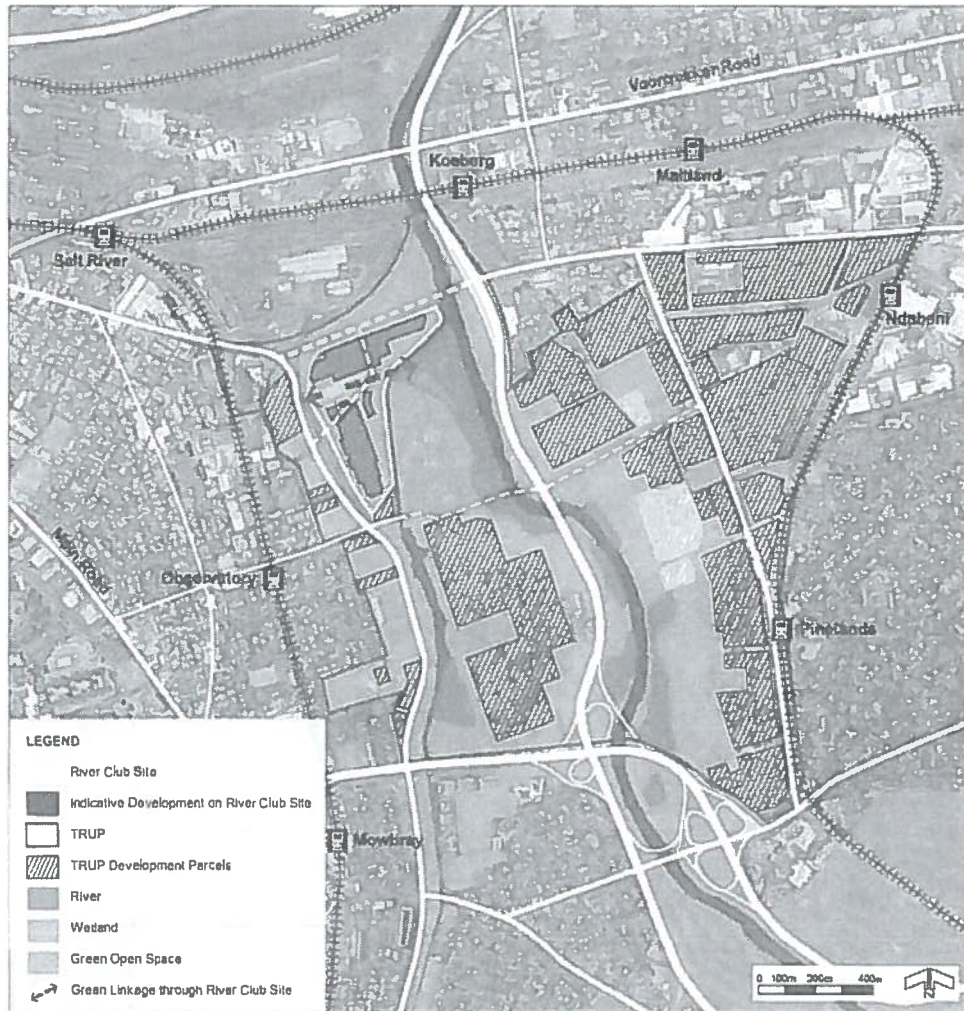 Voortrekker Road
Koeberg
Maitland
Salt River
Ndabeni
Main Road
Observatory
Pinelands
LEGEND
River Club Site
Indicative Development on River Club Site
TRUP
TRUP Development Parcels
River
Wetland
Green Open Space
Green Linkage through River Club Site
Mowbray
0 100m 200m 400m
N